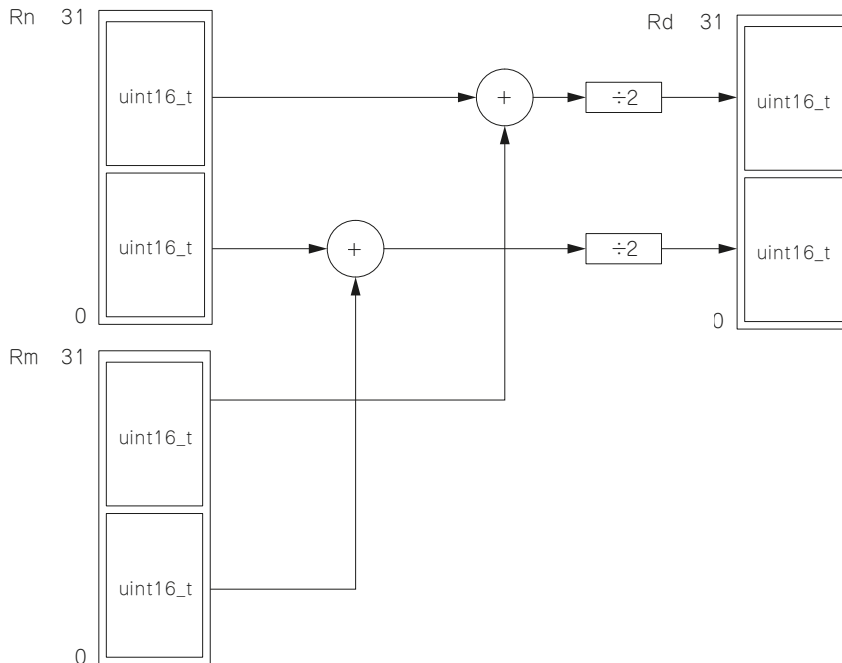 Rn 31
uint16_t
uint16_t
0
Rm 31
uint16_t
uint16_t
0
+
+
÷2
÷2
Rd 31
uint16_t
uint16_t
0